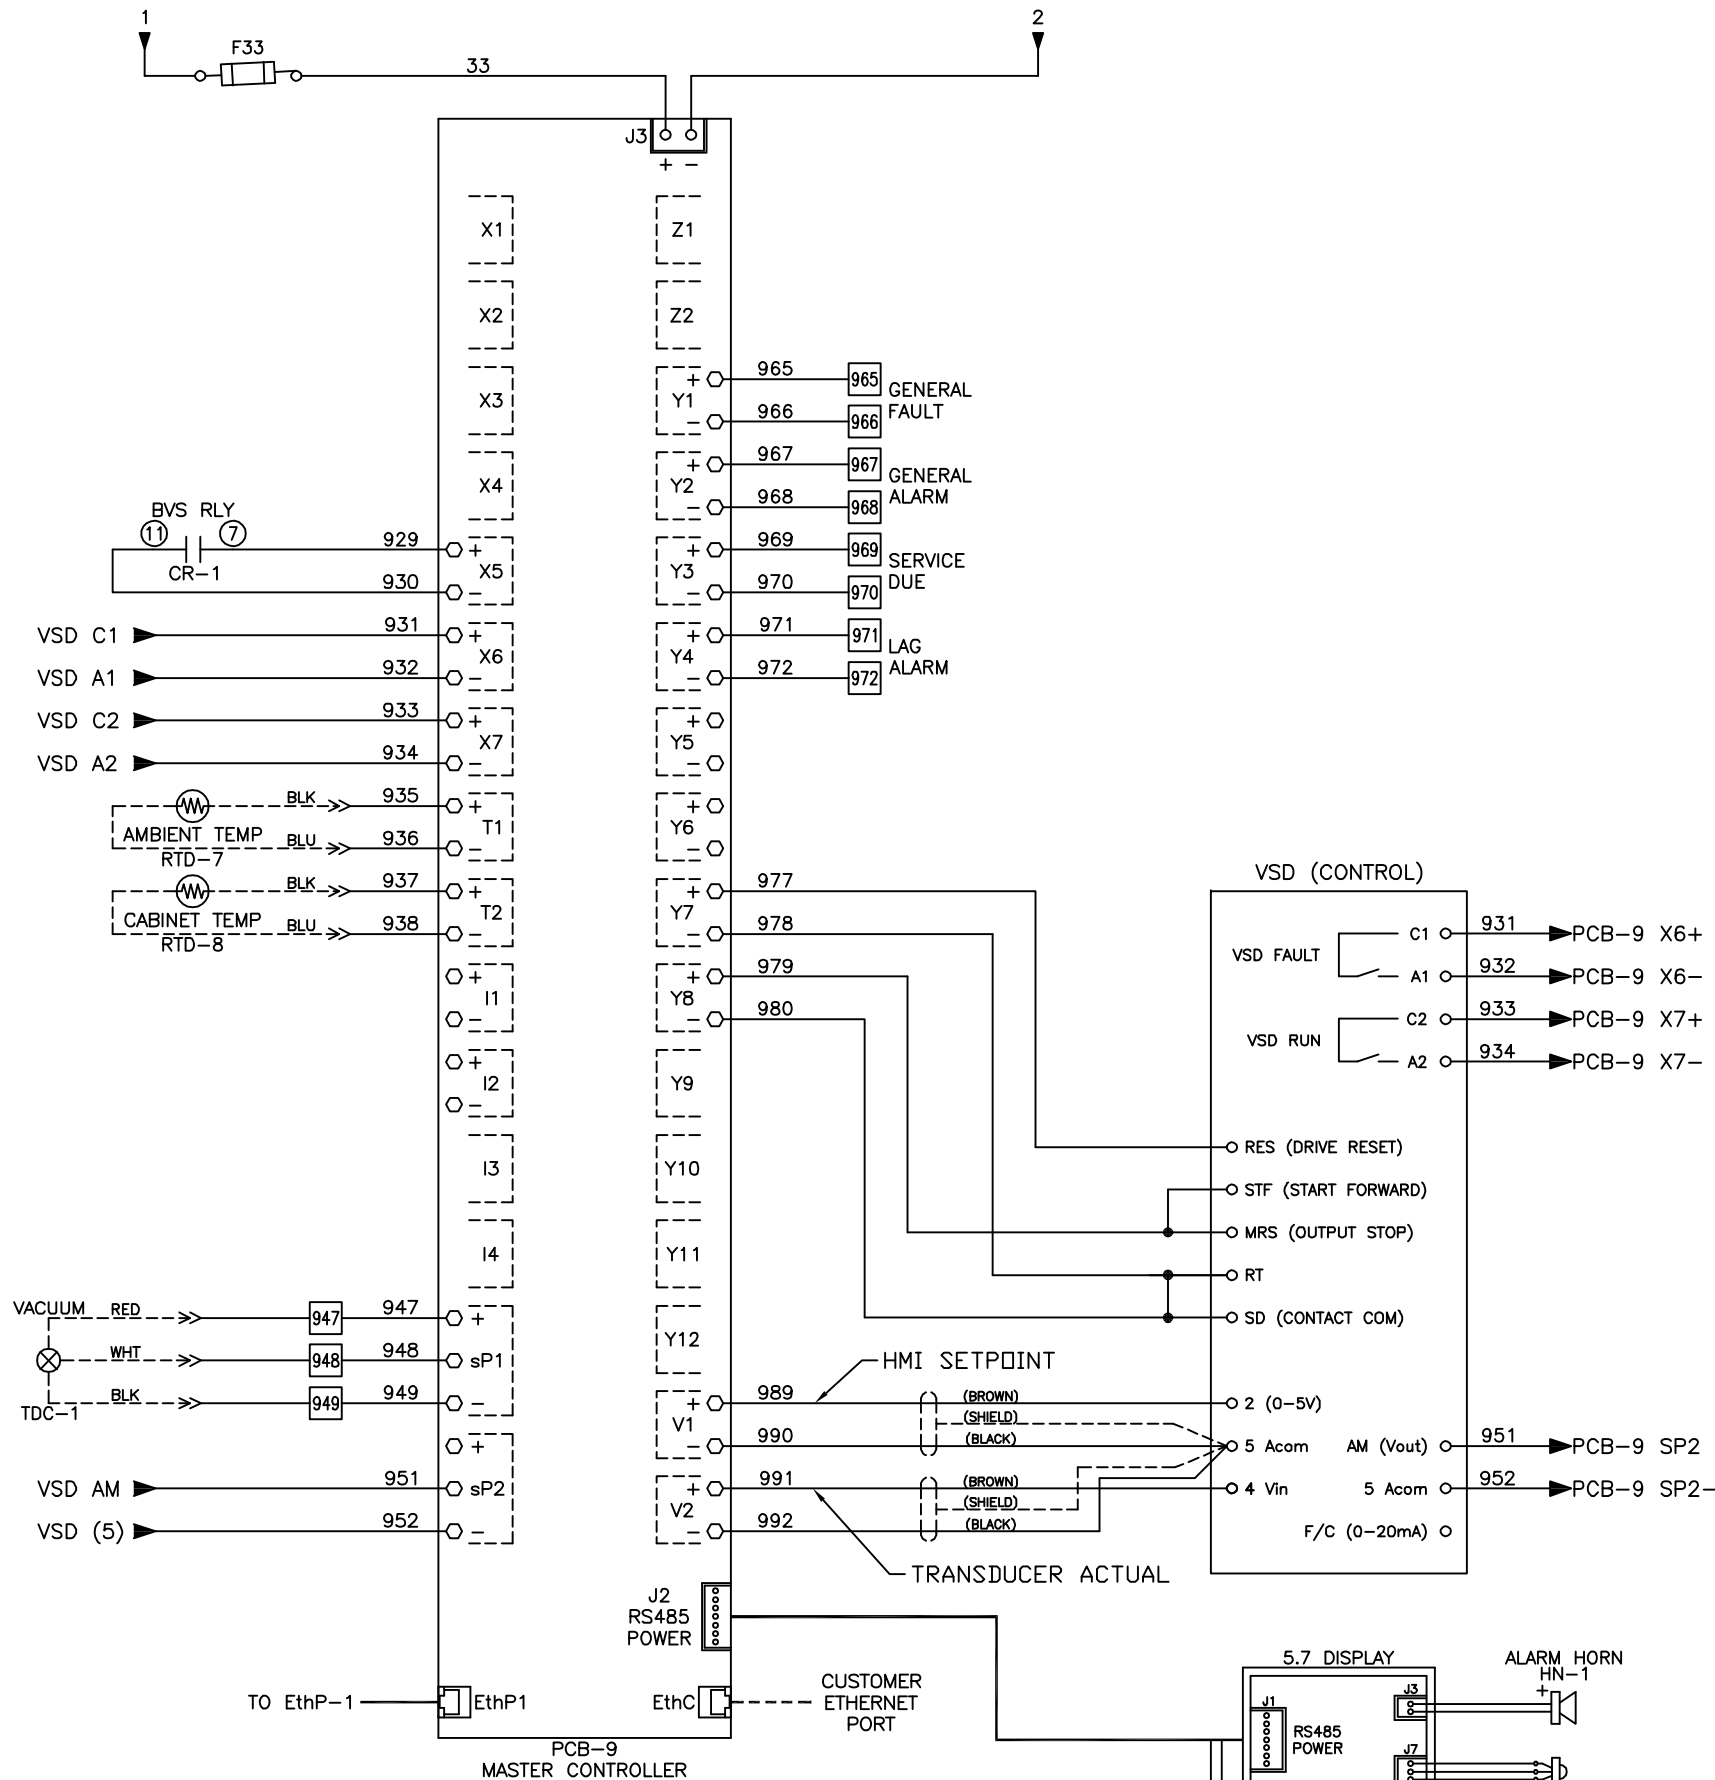 1
2
F33
33
J3
+ −
X1
Z1
X2
Z2
X3
+ Y1 −
965
965
GENERAL
FAULT
966
966
X4
+ Y2 −
967
967
GENERAL
ALARM
968
968
BVS RLY
11
7
CR−1
929
930
+ X5 −
+ Y3 −
969
969
SERVICE
DUE
970
970
VSD C1
931
VSD A1
932
+ X6 −
+ Y4 −
971
971
LAG
ALARM
972
972
VSD C2
933
VSD A2
934
+ X7 −
+ Y5 −
BLK
935
AMBIENT TEMP
BLU
936
RTD−7
+ T1 −
+ Y6 −
BLK
937
CABINET TEMP
BLU
938
RTD−8
+ T2 −
+ Y7 −
977
978
+ I1 −
+ Y8 −
979
980
+ I2 −
Y9
I3
Y10
I4
Y11
VACUUM
RED
947
947
WHT
948
948
BLK
949
949
TDC−1
+ sP1 −
Y12
HMI SETPOINT
+ V1 −
989
(BROWN)
(SHIELD)
990
(BLACK)
VSD AM
951
VSD (5)
952
+ sP2 −
+ V2 −
991
(BROWN)
(SHIELD)
992
(BLACK)
TRANSDUCER ACTUAL
VSD (CONTROL)
VSD FAULT
C1
931
PCB−9 X6+
A1
932
PCB−9 X6−
VSD RUN
C2
933
PCB−9 X7+
A2
934
PCB−9 X7−
RES (DRIVE RESET)
STF (START FORWARD)
MRS (OUTPUT STOP)
RT
SD (CONTACT COM)
2 (0−5V)
5 Acom
AM (Vout)
951
PCB−9 SP2
4 Vin
5 Acom
952
PCB−9 SP2−
F/C (0−20mA)
J2
RS485
POWER
TO EthP−1
EthP1
EthC
CUSTOMER
ETHERNET
PORT
PCB−9
MASTER CONTROLLER
5.7 DISPLAY
J1
RS485
POWER
J3
J7
ALARM HORN
HN−1
+